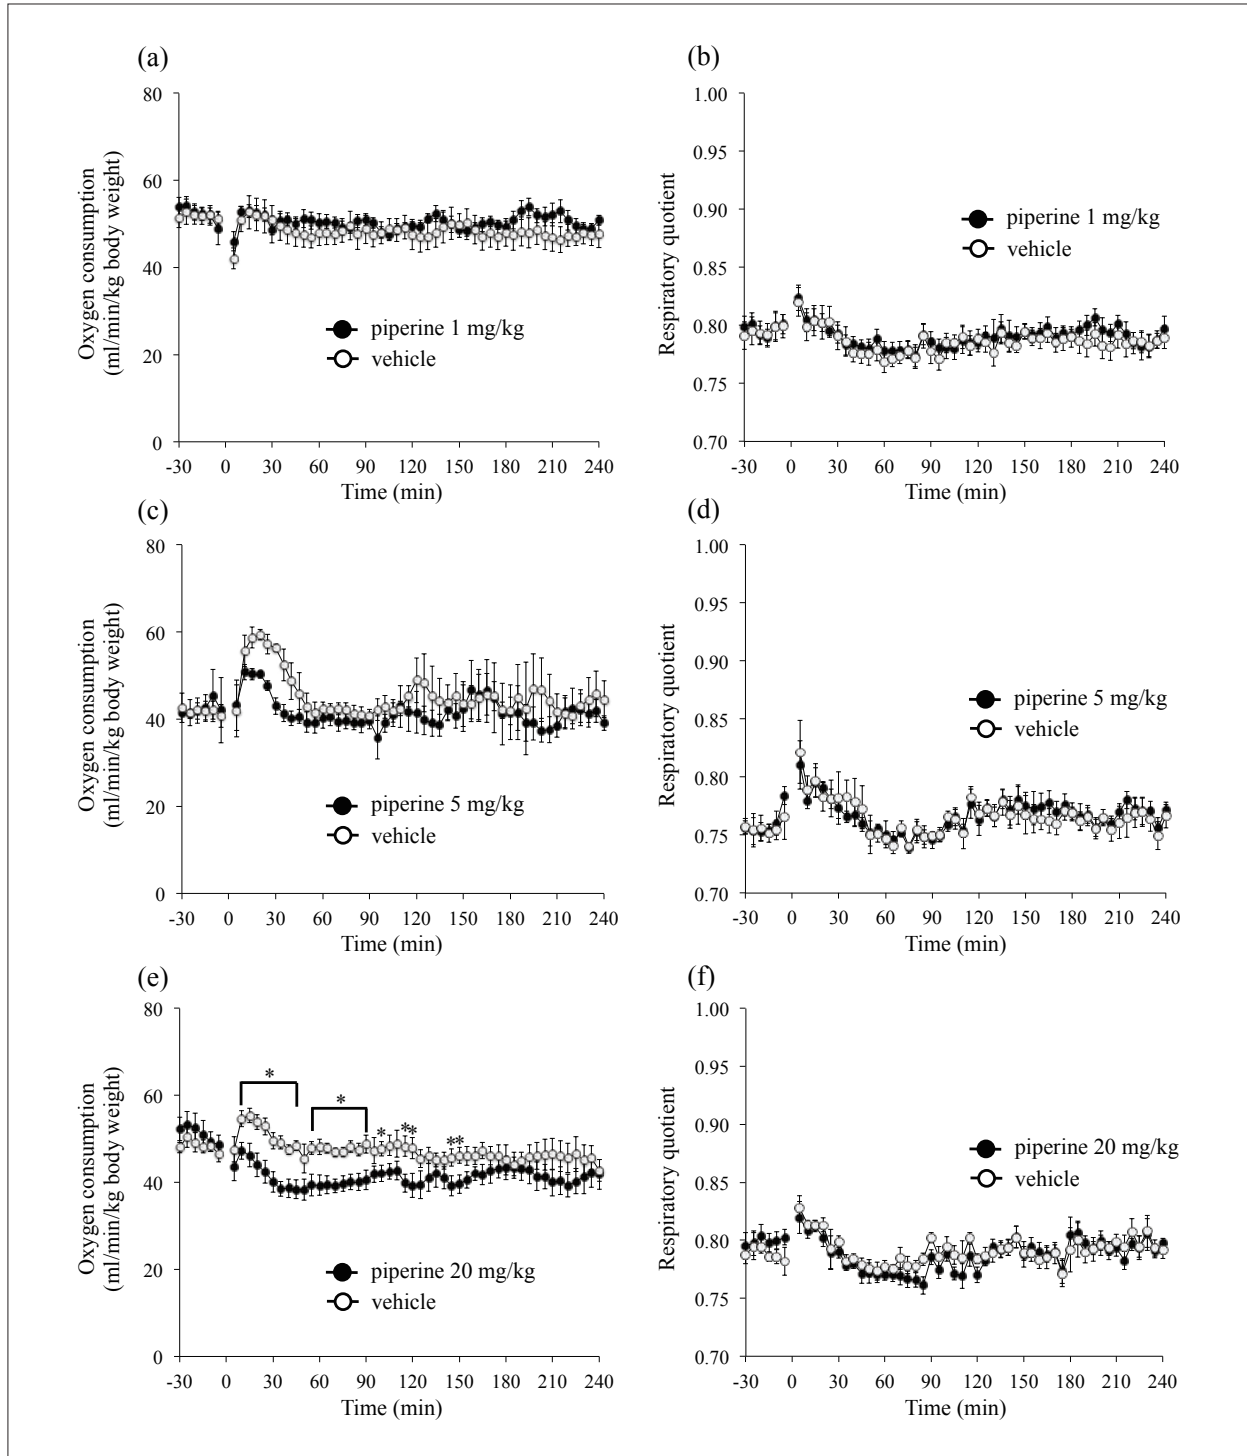 (a)
Oxygen consumption
(ml/min/kg body weight)
80
60
40
20
0
-30 0 30 60 90 120 150 180 210 240
Time (min)
piperine 1 mg/kg
vehicle
(b)
Respiratory quotient
1.00
0.95
0.90
0.85
0.80
0.75
0.70
-30 0 30 60 90 120 150 180 210 240
Time (min)
piperine 1 mg/kg
vehicle
(c)
Oxygen consumption
(ml/min/kg body weight)
80
60
40
20
0
-30 0 30 60 90 120 150 180 210 240
Time (min)
piperine 5 mg/kg
vehicle
(d)
Respiratory quotient
1.00
0.95
0.90
0.85
0.80
0.75
0.70
-30 0 30 60 90 120 150 180 210 240
Time (min)
piperine 5 mg/kg
vehicle
(e)
Oxygen consumption
(ml/min/kg body weight)
80
60
40
20
0
* * * ** **
-30 0 30 60 90 120 150 180 210 240
Time (min)
piperine 20 mg/kg
vehicle
(f)
Respiratory quotient
1.00
0.95
0.90
0.85
0.80
0.75
0.70
-30 0 30 60 90 120 150 180 210 240
Time (min)
piperine 20 mg/kg
vehicle